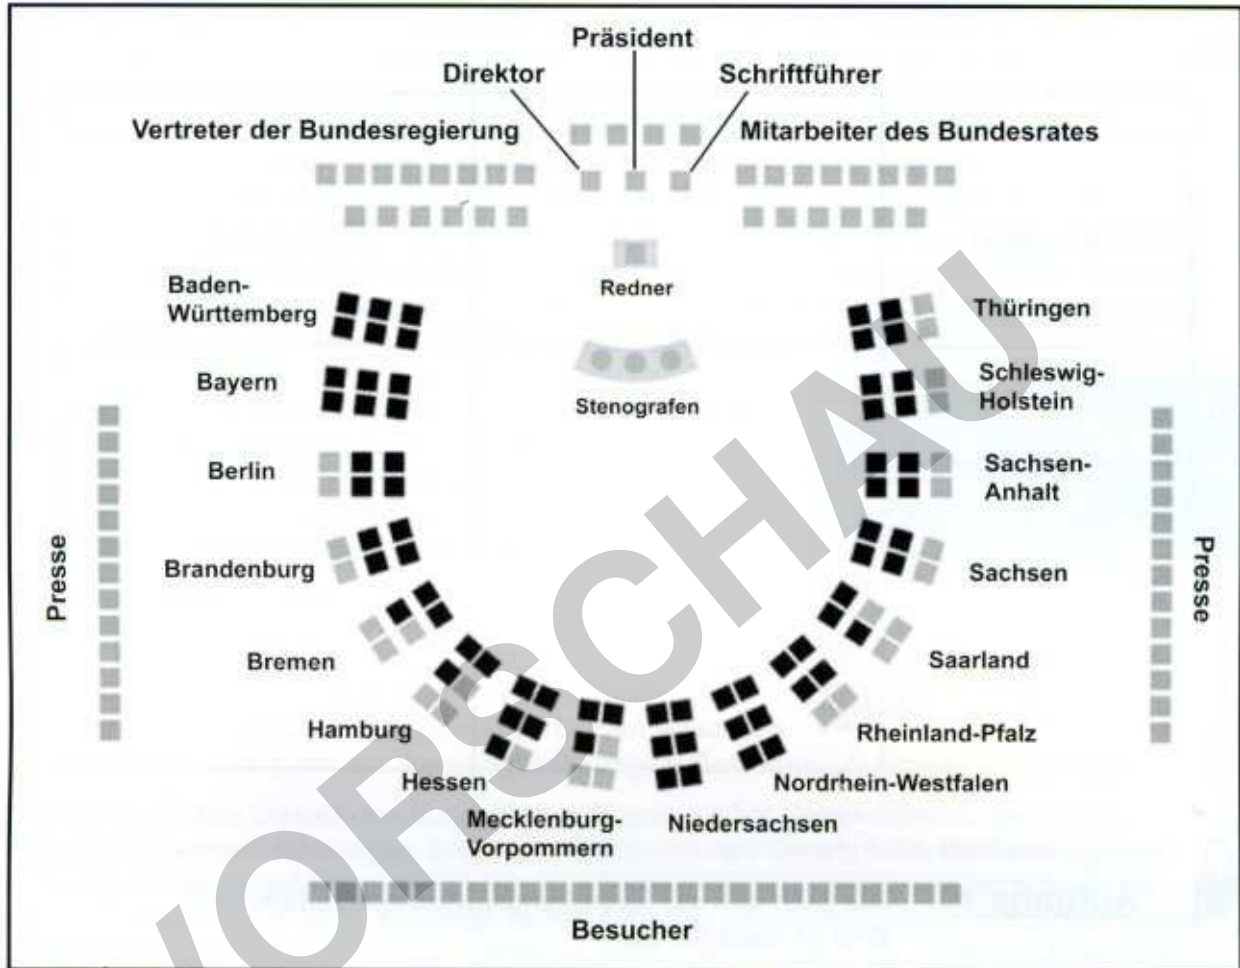 Präsident
Direktor
Schriftführer
Vertreter der Bundesregierung
Mitarbeiter des Bundesrates
Redner
Stenografen
Baden-
Württemberg
Bayern
Berlin
Brandenburg
Bremen
Hamburg
Hessen
Mecklenburg-
Vorpommern
Niedersachsen
Nordrhein-Westfalen
Rheinland-Pfalz
Saarland
Sachsen
Sachsen-
Anhalt
Schleswig-
Holstein
Thüringen
Presse
Presse
Besucher
VORSCHAU